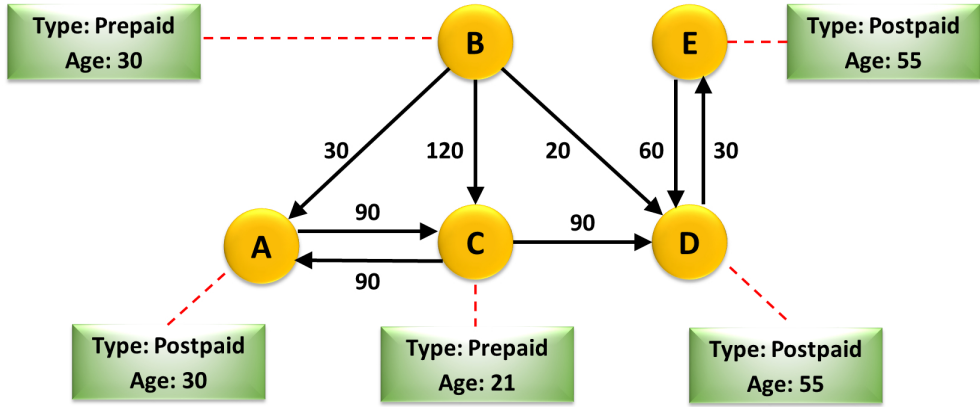 Type: Prepaid
Age: 30
B
E
Type: Postpaid
Age: 55
30
120
20
60
30
A
90
C
90
D
90
Type: Postpaid
Age: 30
Type: Prepaid
Age: 21
Type: Postpaid
Age: 55